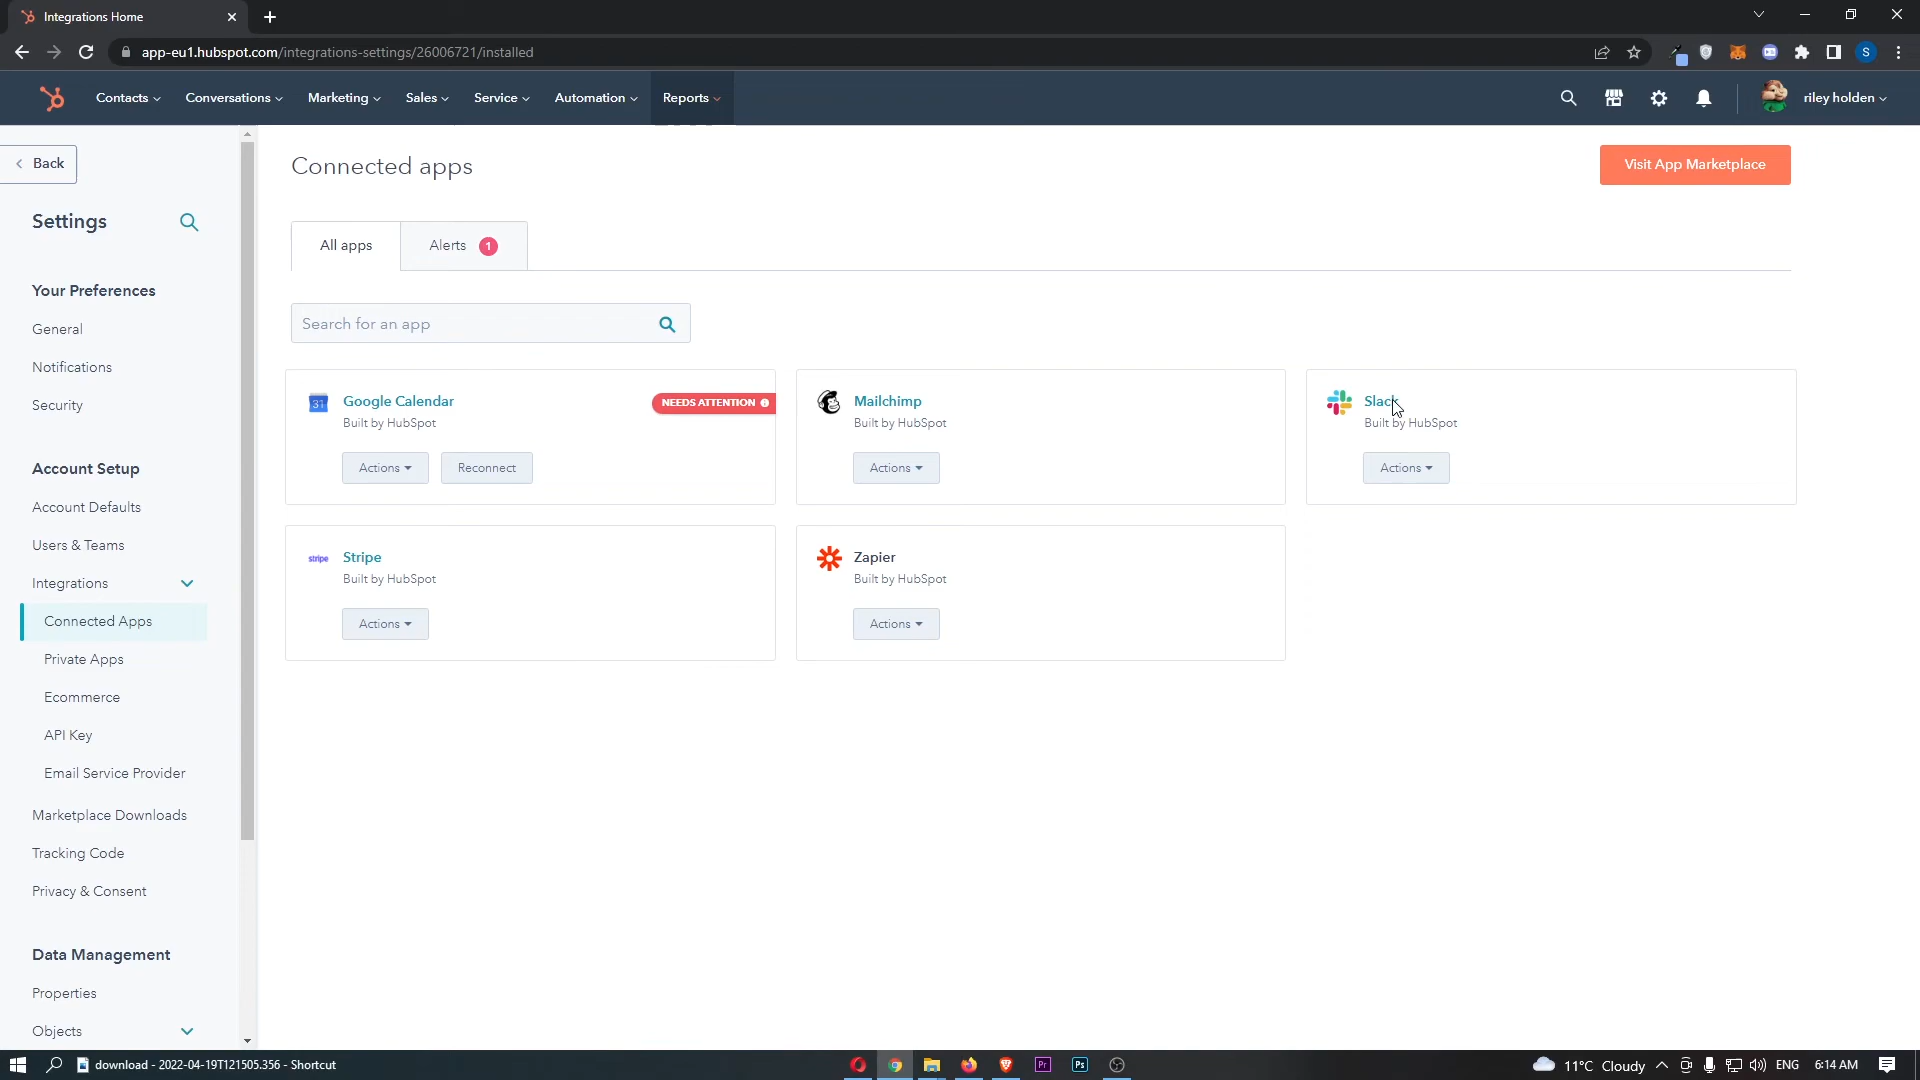 Integrations Home
app-eu1.hubspot.com/integrations-settings/26006721/installed
S
Contacts
Conversations
Marketing
Sales
Service
Automation
Reports
riley holden
Back
Connected apps
Visit App Marketplace
Settings
All apps
Alerts 1
Your Preferences
Search for an app
General
Notifications
Security
31
Google Calendar
NEEDS ATTENTION
Built by HubSpot
Actions
Reconnect
Mailchimp
Built by HubSpot
Actions
Slack
Built by HubSpot
Actions
Account Setup
Account Defaults
Users & Teams
Integrations
Connected Apps
Private Apps
Ecommerce
API Key
Email Service Provider
Marketplace Downloads
Tracking Code
Privacy & Consent
stripe
Stripe
Built by HubSpot
Actions
Zapier
Built by HubSpot
Actions
Data Management
Properties
Objects
download - 2022-04-19T121505.356 - Shortcut
Pr
Ps
11°C Cloudy
ENG
6:14 AM